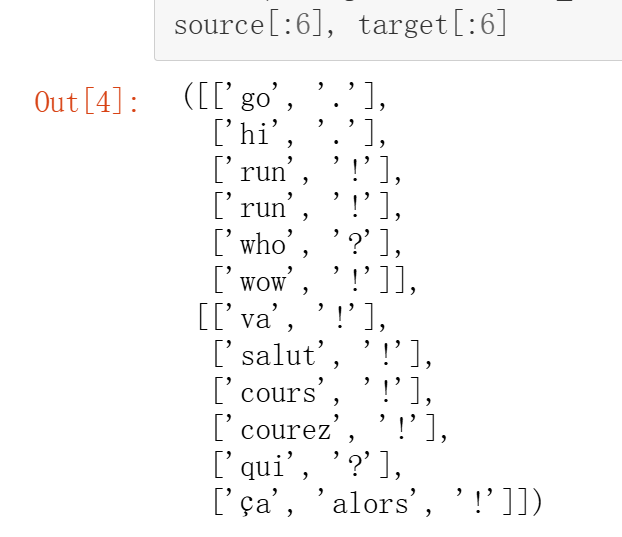 source[:6], target[:6]
Out[4]: ([['go', '.'],
['hi', '.'],
['run', '!'],
['run', '!'],
['who', '?'],
['wow', '!']],
[['va', '!'],
['salut', '!'],
['cours', '!'],
['courez', '!'],
['qui', '?'],
['ça', 'alors', '!']])